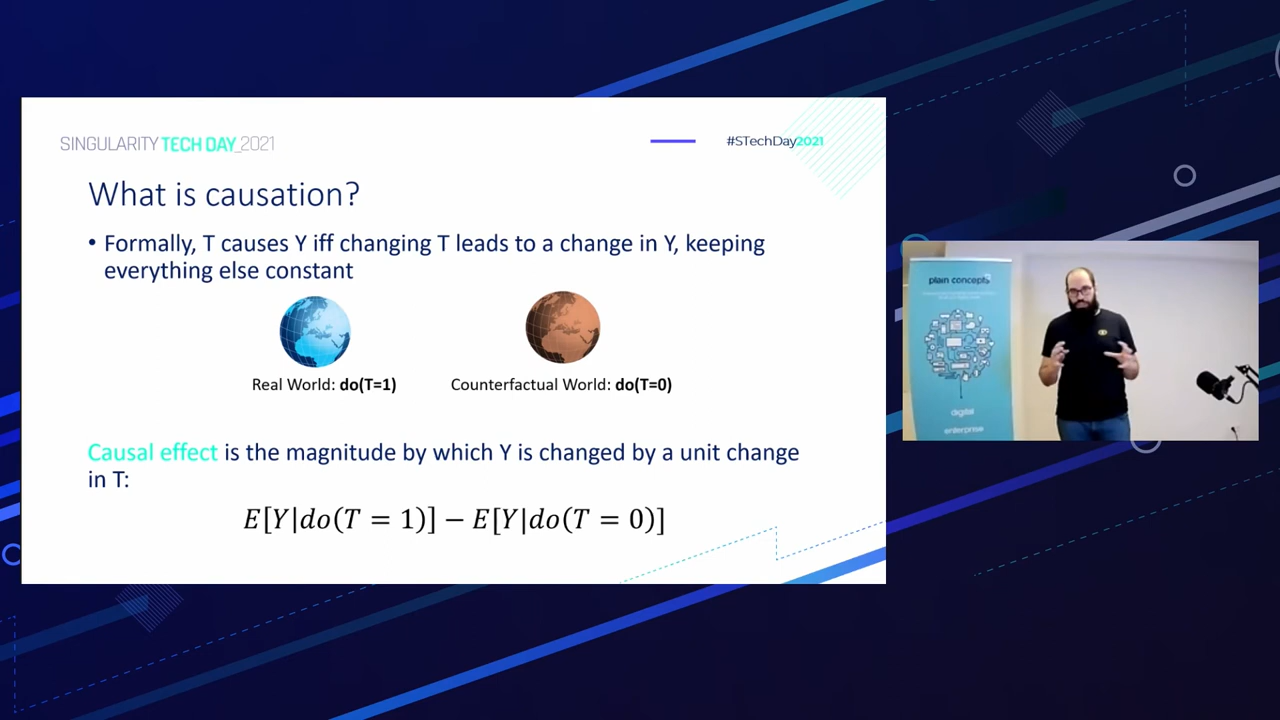 SINGULARITY TECH DAY_2021
#STechDay2021
What is causation?
• Formally, T causes Y iff changing T leads to a change in Y, keeping
everything else constant
Real World: do(T=1)
Counterfactual World: do(T=0)
Causal effect is the magnitude by which Y is changed by a unit change
in T:
E[Y|do(T = 1)] − E[Y|do(T = 0)]
plain concepts
digital
enterprise